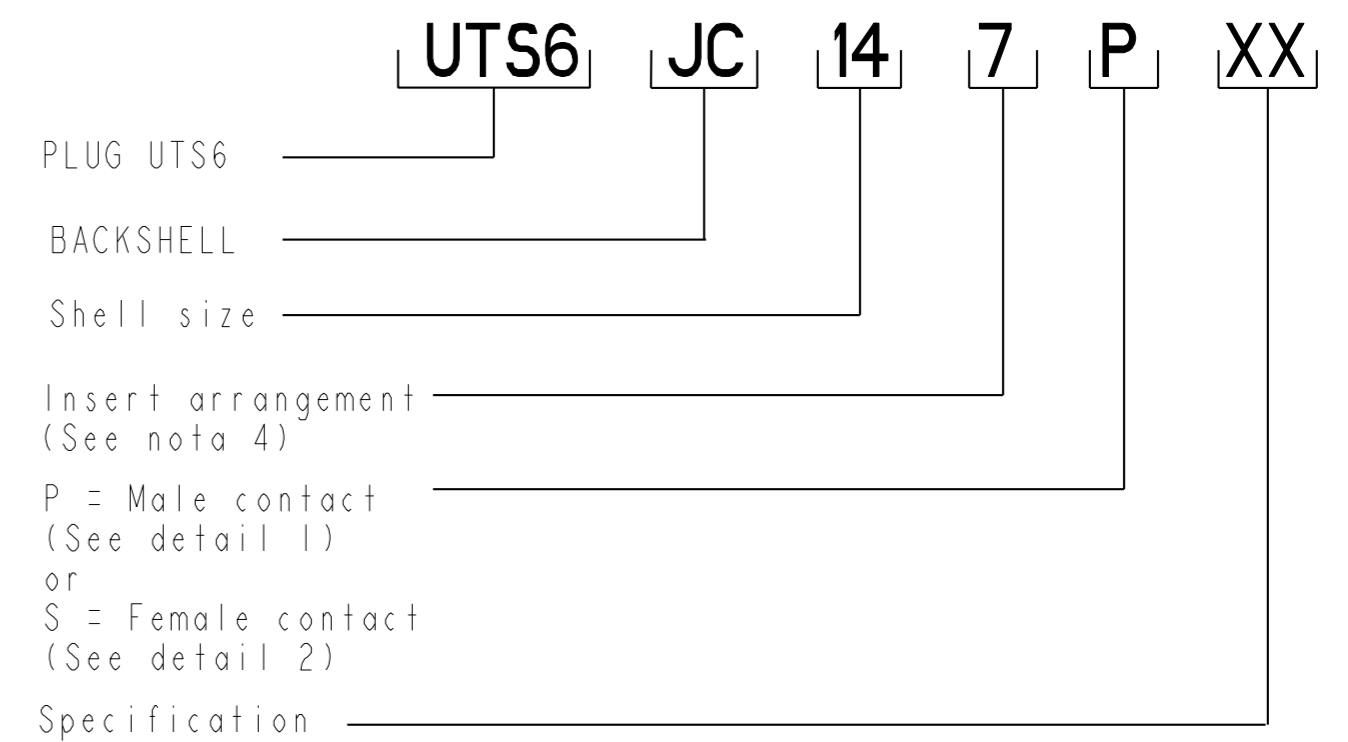 UTS6 JC 14 7 P XX
PLUG UTS6
BACKSHELL
Shell size
Insert arrangement
(See nota 4)
P = Male contact
(See detail 1)
or
S = Female contact
(See detail 2)
Specification